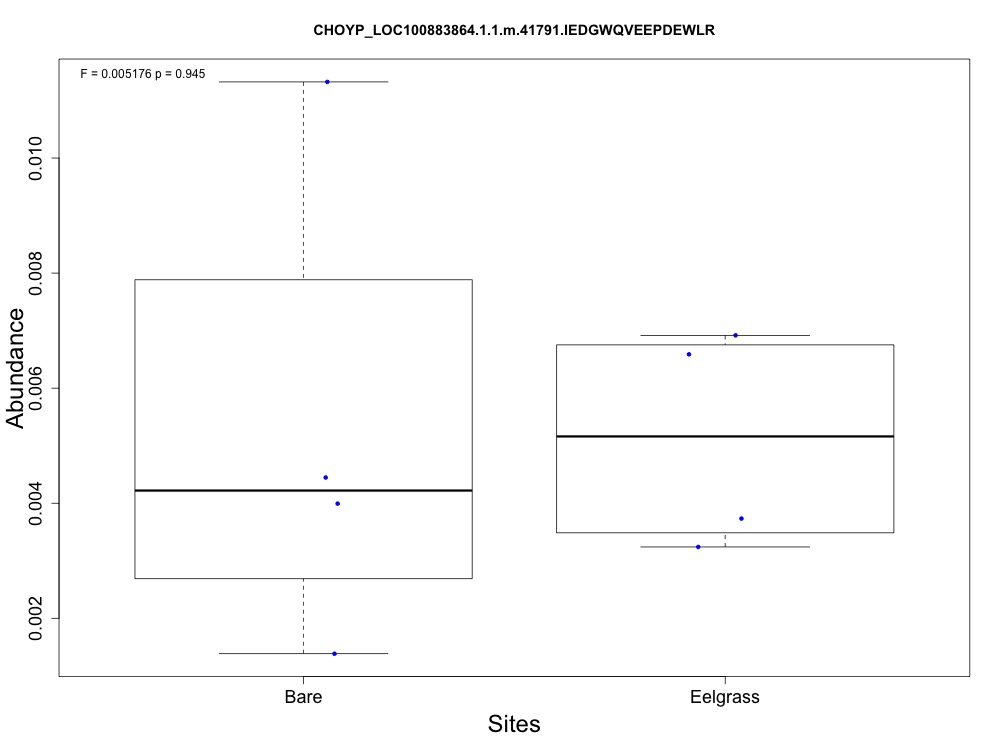 CHOYP_LOC100883864.1.1.m.41791.IEDGWQVEEPDEWLR
F = 0.005176 p = 0.945
0.010
0.008
0.006
0.004
0.002
Abundance
Bare
Eelgrass
Sites